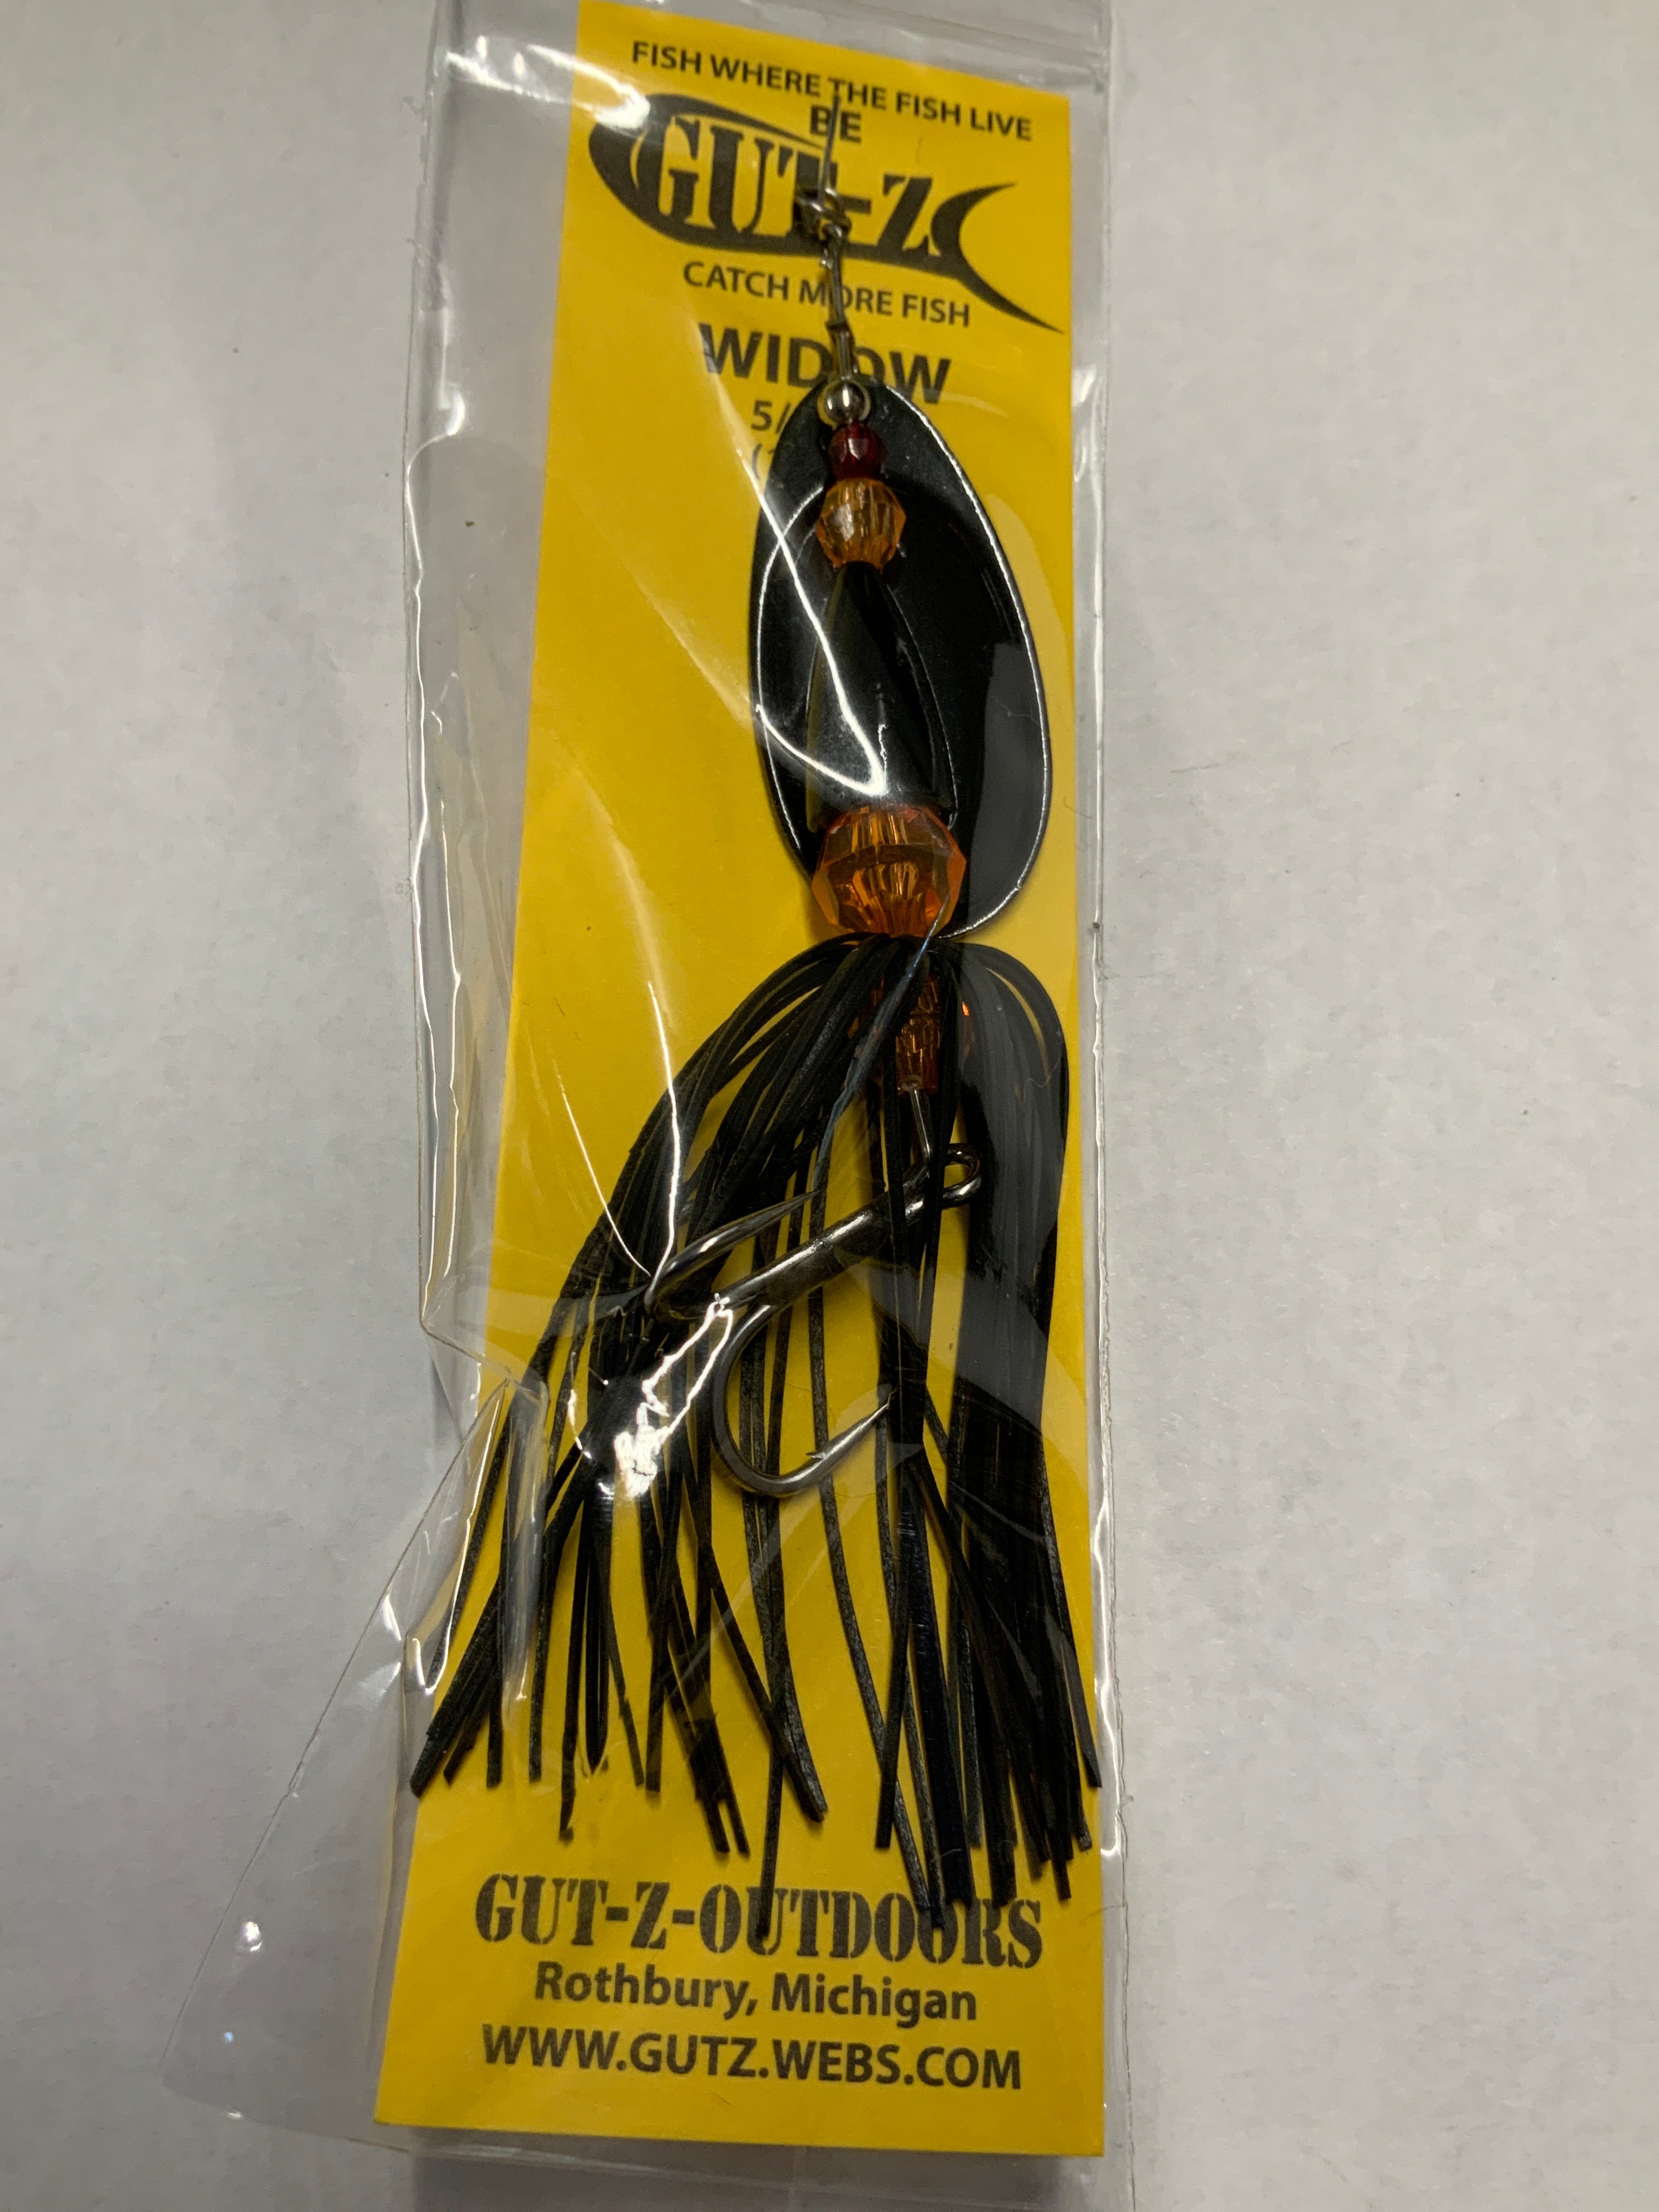 FISH WHERE THE FISH LIVE
BE
GUT-Z
CATCH MORE FISH
WIDOW
5/
GUT-Z-OUTDOORS
Rothbury, Michigan
WWW.GUTZ.WEBS.COM